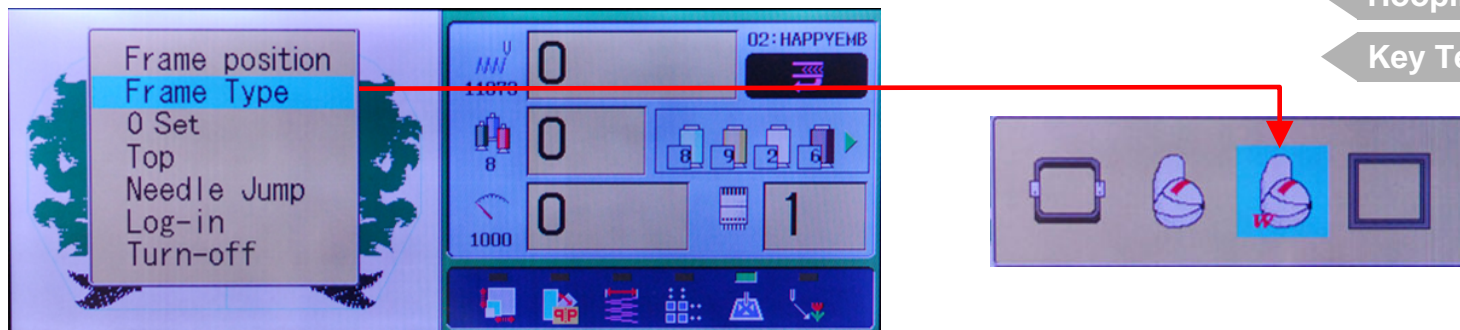 Frame position
Frame Type
0 Set
Top
Needle Jump
Log-in
Turn-off
02:HAPPYEMB
0
8
0
8 9 2 6
1000
0
1
W
Key Te